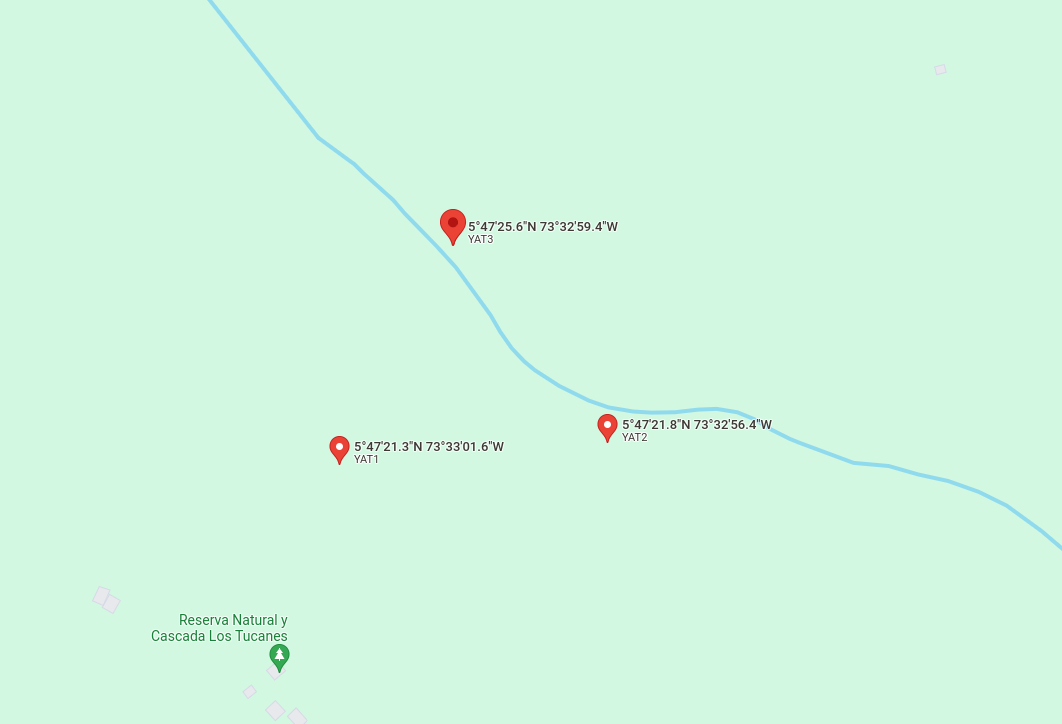 5°47'25.6"N 73°32'59.4"W
YAT3
5°47'21.8"N 73°32'56.4"W
YAT2
5°47'21.3"N 73°33'01.6"W
YAT1
Reserva Natural y
Cascada Los Tucanes